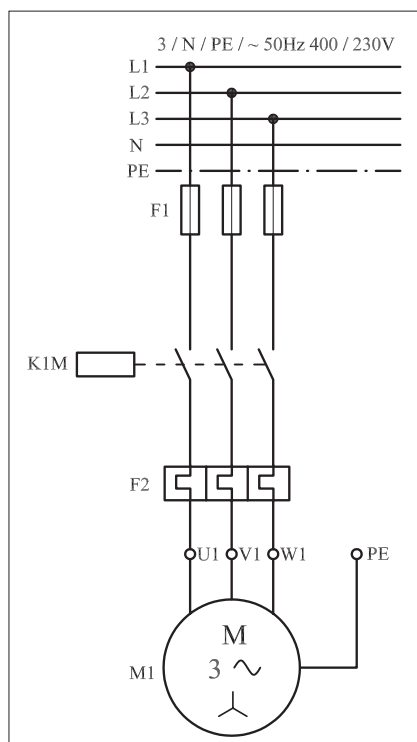 3 / N / PE / ~ 50Hz 400 / 230V
L1
L2
L3
N
PE
F1
K1M
F2
U1 V1 W1 PE
M
M1 3 ~